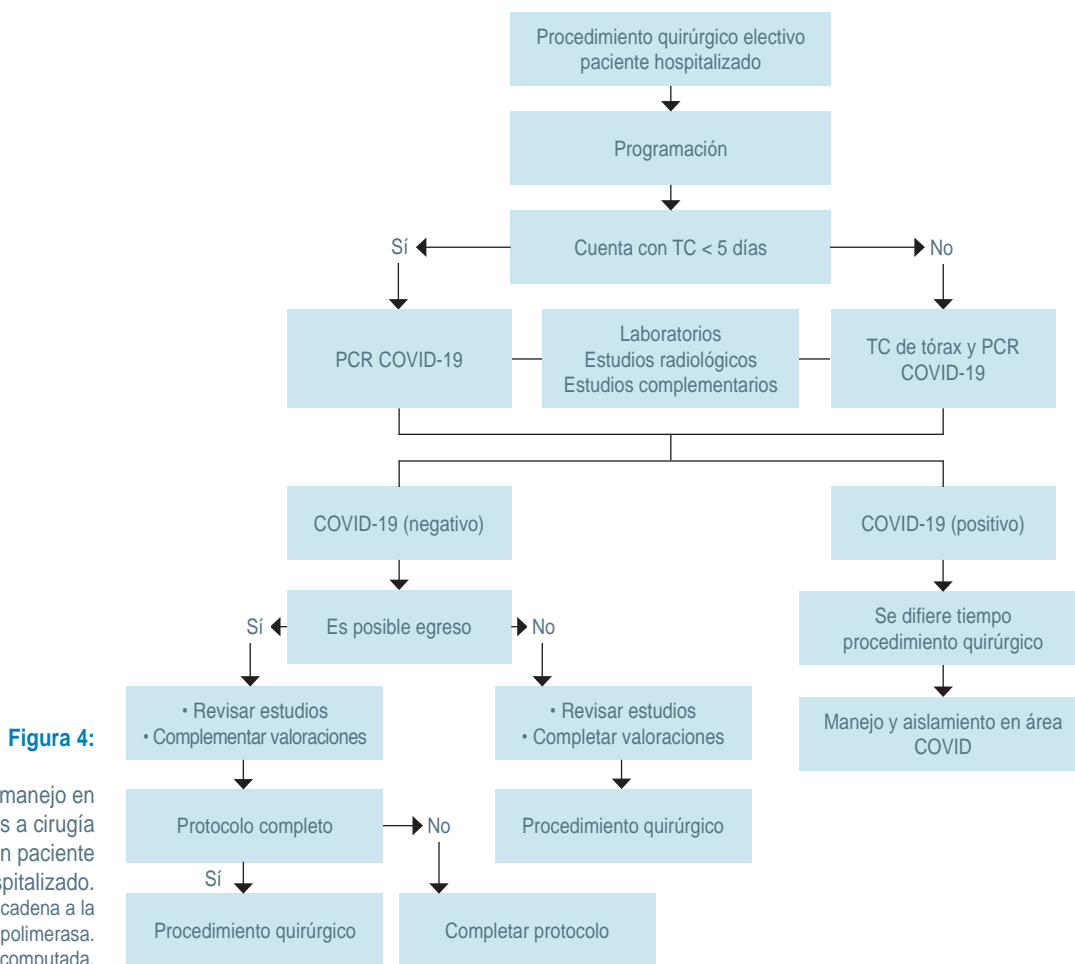 Procedimiento quirúrgico electivo
paciente hospitalizado
Programación
Sí
Cuenta con TC < 5 días
No
PCR COVID-19
Laboratorios
Estudios radiológicos
Estudios complementarios
TC de tórax y PCR
COVID-19
COVID-19 (negativo)
COVID-19 (positivo)
Sí
Es posible egreso
No
Se difiere tiempo
procedimiento quirúrgico
• Revisar estudios
• Complementar valoraciones
• Revisar estudios
• Completar valoraciones
Manejo y aislamiento en área
COVID
Protocolo completo
No
Procedimiento quirúrgico
Sí
Procedimiento quirúrgico
Completar protocolo
Figura 4:
manejo en
s a cirugía
n paciente
spitalizado.
cadena a la
polimerasa.
computada.